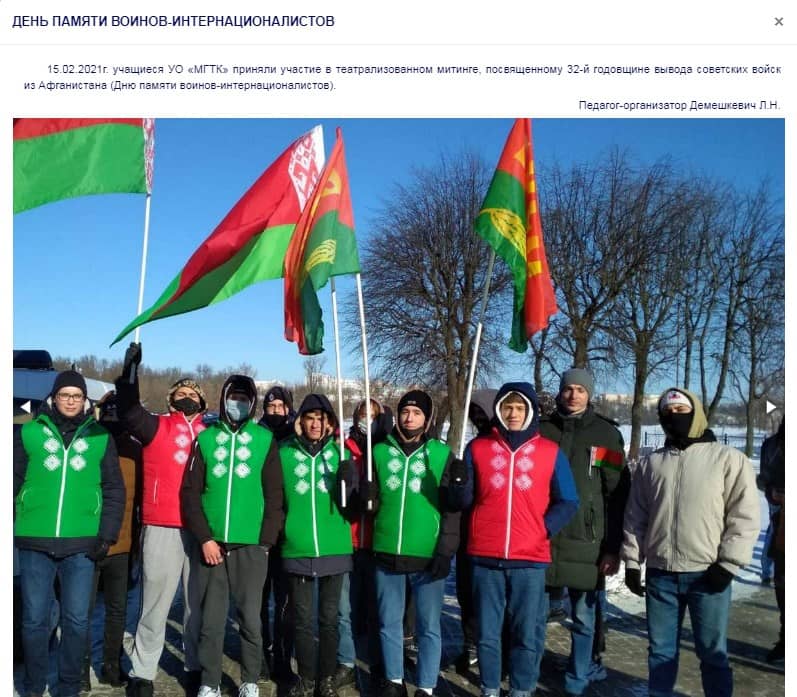 ДЕНЬ ПАМЯТИ ВОИНОВ-ИНТЕРНАЦИОНАЛИСТОВ
15.02.2021г. учащиеся УО «МГТК» приняли участие в театрализованном митинге, посвященному 32-й годовщине вывода советских войск
из Афганистана (Дню памяти воинов-интернационалистов).
Педагог-организатор Демешкевич Л.Н.